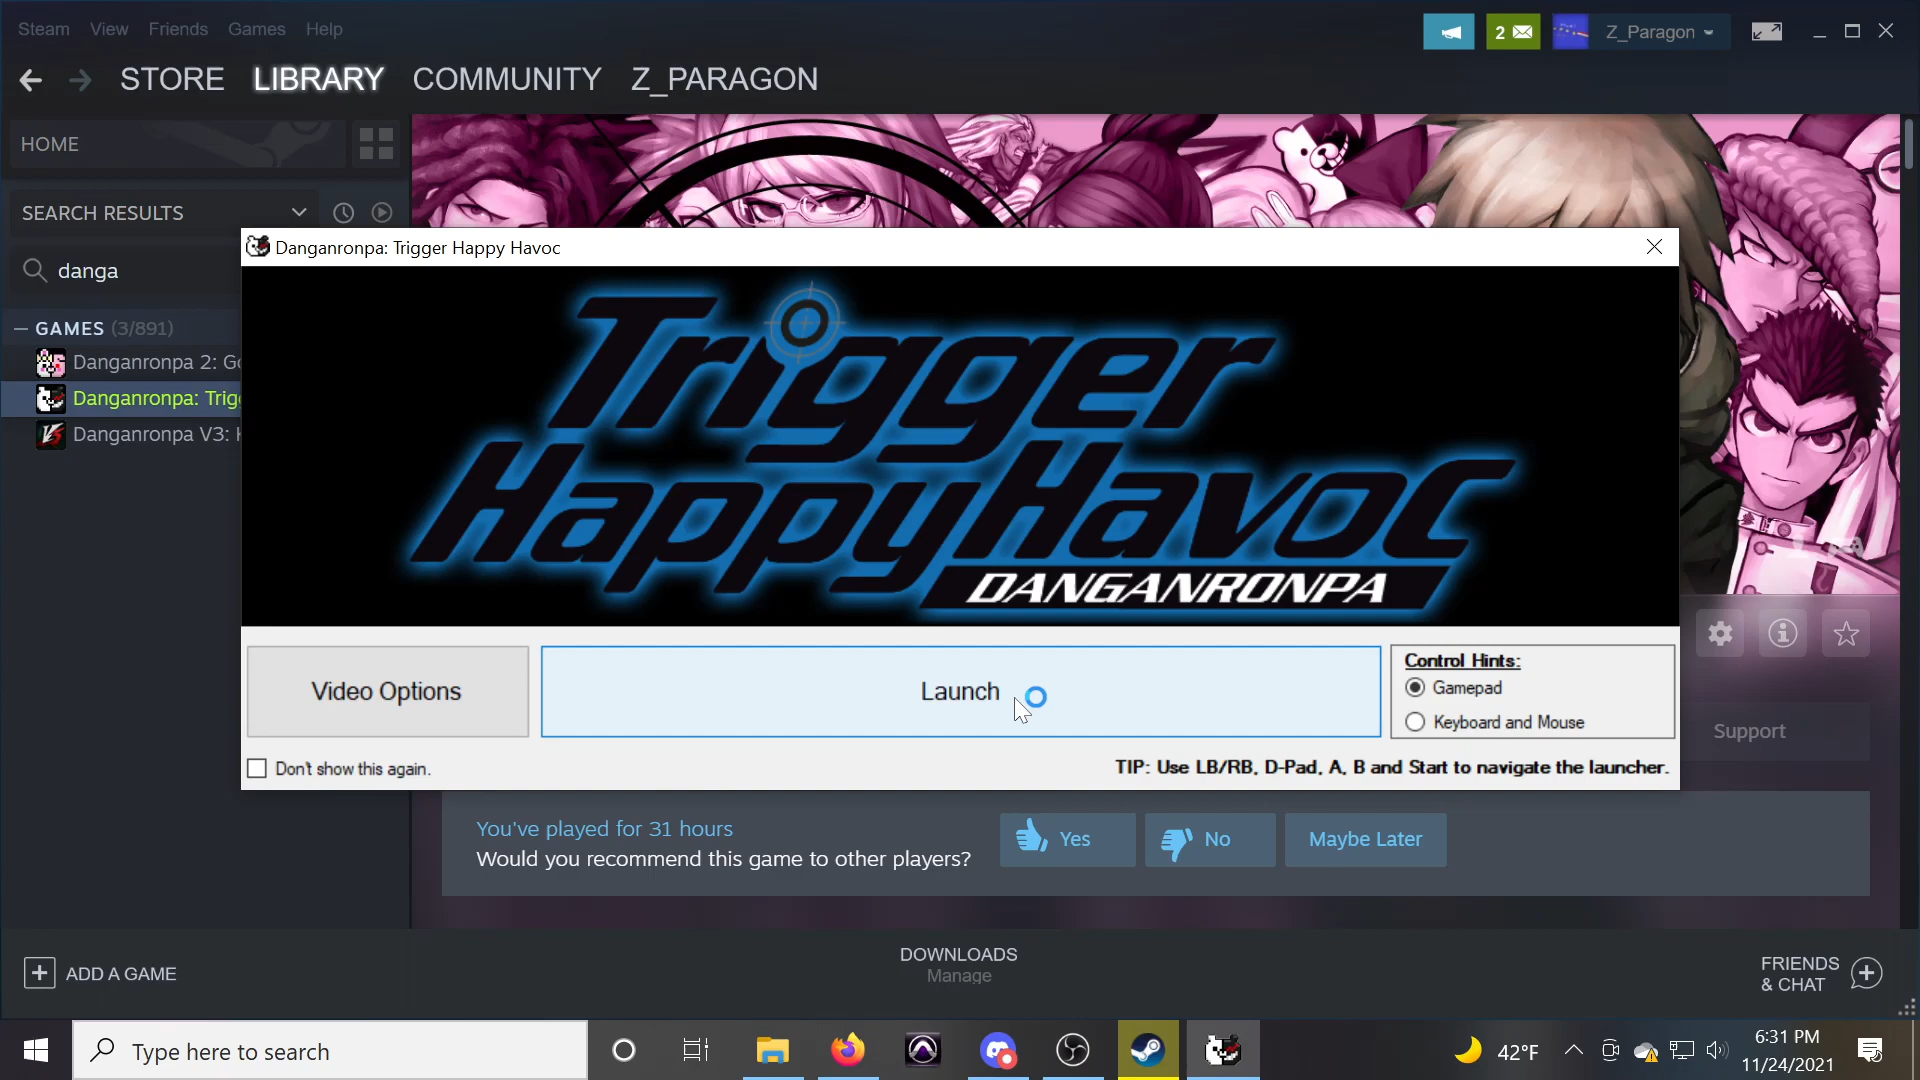 Steam View Friends Games Help
2
Z_Paragon
STORE LIBRARY COMMUNITY Z_PARAGON
HOME
SEARCH RESULTS
danga
GAMES (3/891)
Danganronpa 2: Go
Danganronpa: Trigg
Danganronpa V3:
Danganronpa: Trigger Happy Havoc
Trigger
Happy Havoc
DANGANRONPA
Video Options
Launch
Control Hints:
Gamepad
Keyboard and Mouse
Don't show this again.
TIP: Use LB/RB, D-Pad, A, B and Start to navigate the launcher.
Support
You've played for 31 hours
Would you recommend this game to other players?
Yes
No
Maybe Later
ADD A GAME
DOWNLOADS
Manage
FRIENDS
& CHAT
Type here to search
42°F
6:31 PM
11/24/2021